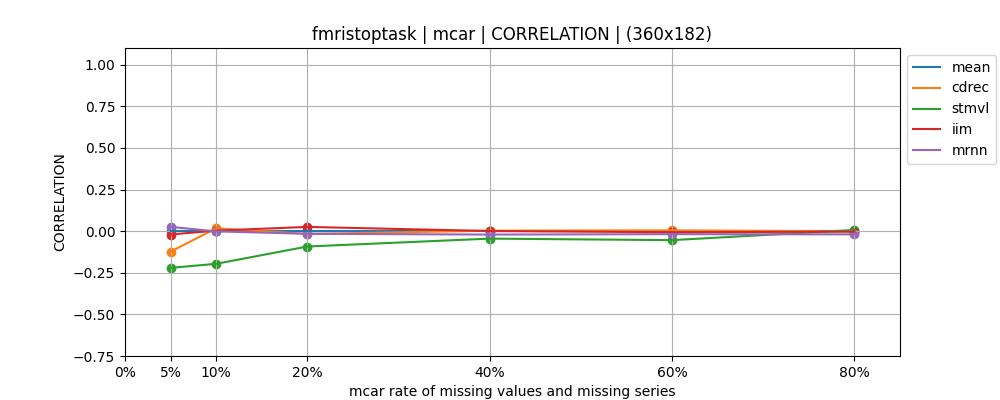 fmristoptask | mcar | CORRELATION | (360x182)
1.00
0.75
0.50
0.25
0.00
−0.25
−0.50
−0.75
CORRELATION
0% 5% 10% 20% 40% 60% 80%
mcar rate of missing values and missing series
mean
cdrec
stmvl
iim
mrnn